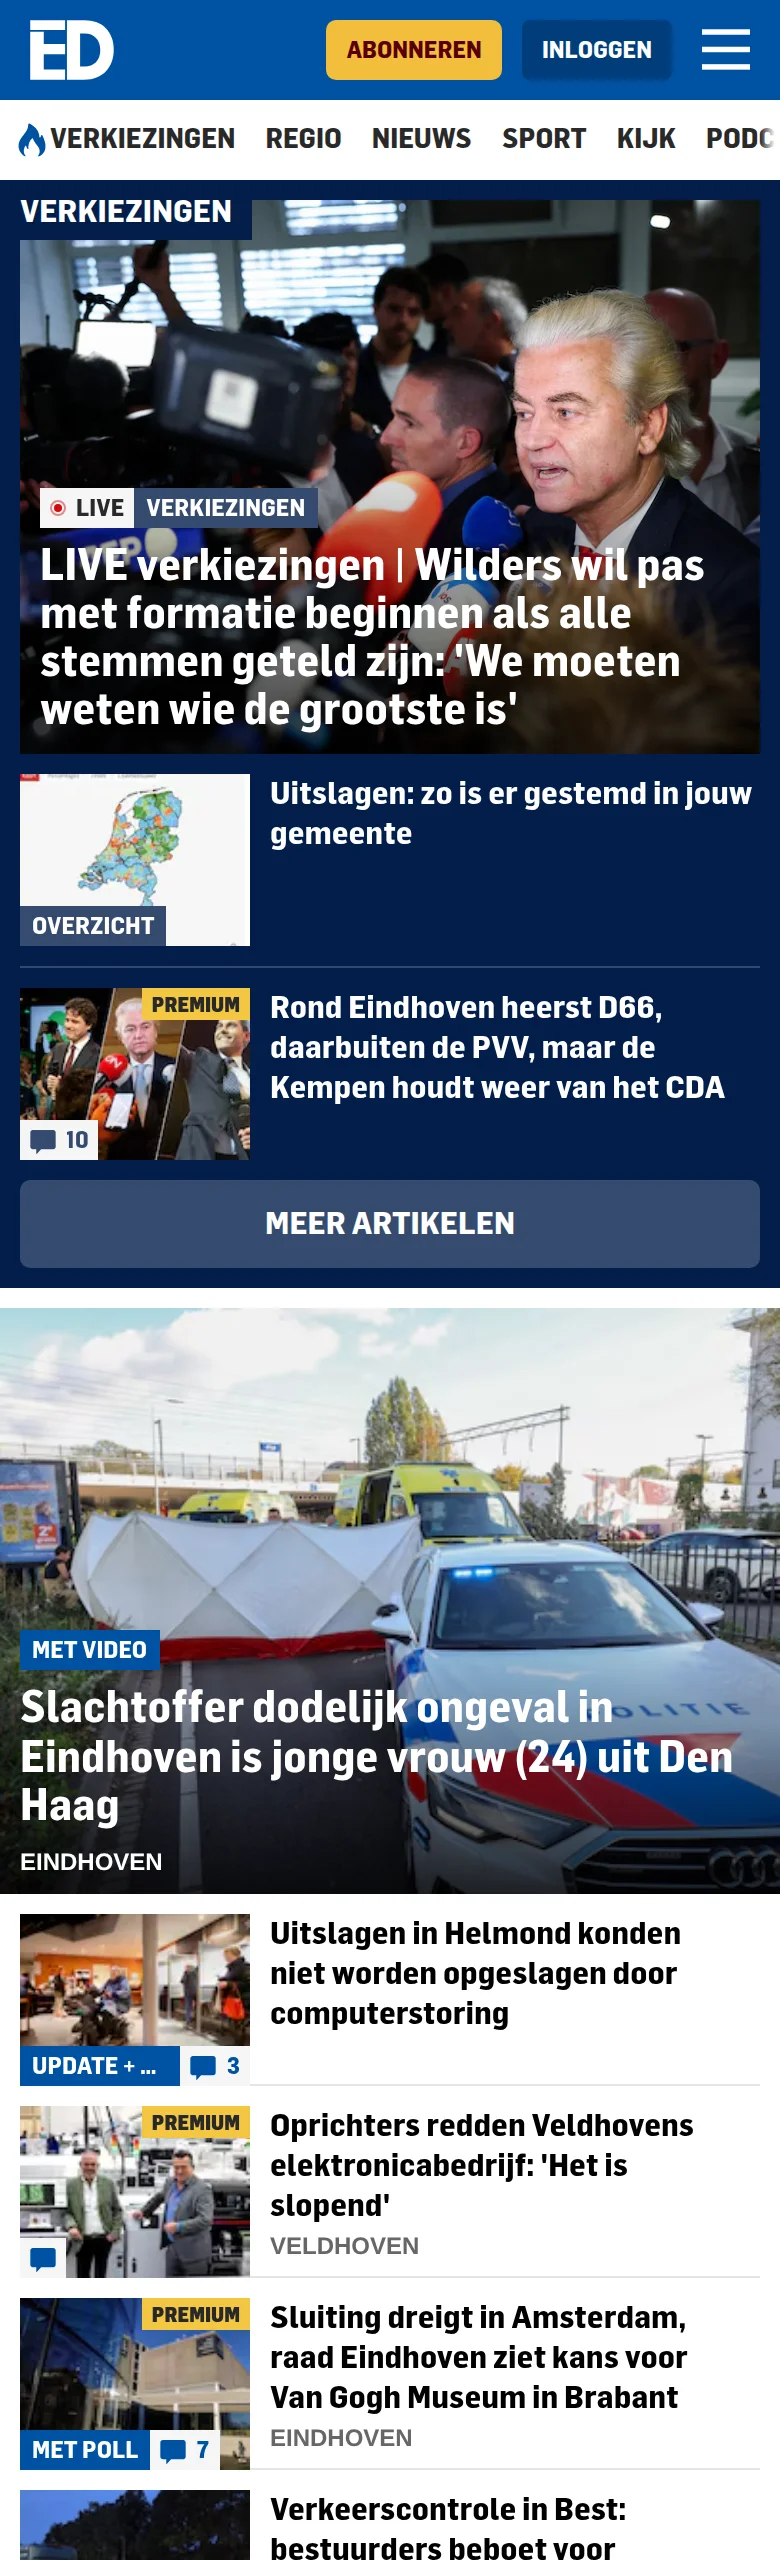 ED
ABONNEREN
INLOGGEN
VERKIEZINGEN
REGIO
NIEUWS
SPORT
KIJK
PODC
VERKIEZINGEN
LIVE
VERKIEZINGEN
LIVE verkiezingen | Wilders wil pas
met formatie beginnen als alle
stemmen geteld zijn: 'We moeten
weten wie de grootste is'
Uitslagen: zo is er gestemd in jouw
gemeente
OVERZICHT
PREMIUM
Rond Eindhoven heerst D66,
daarbuiten de PVV, maar de
Kempen houdt weer van het CDA
10
MEER ARTIKELEN
POLITIE
MET VIDEO
Slachtoffer dodelijk ongeval in
Eindhoven is jonge vrouw (24) uit Den
Haag
EINDHOVEN
Uitslagen in Helmond konden
niet worden opgeslagen door
computerstoring
UPDATE + ...
3
PREMIUM
Oprichters redden Veldhovens
elektronicabedrijf: 'Het is
slopend'
VELDHOVEN
PREMIUM
Sluiting dreigt in Amsterdam,
raad Eindhoven ziet kans voor
Van Gogh Museum in Brabant
EINDHOVEN
MET POLL
7
Verkeerscontrole in Best:
bestuurders beboet voor